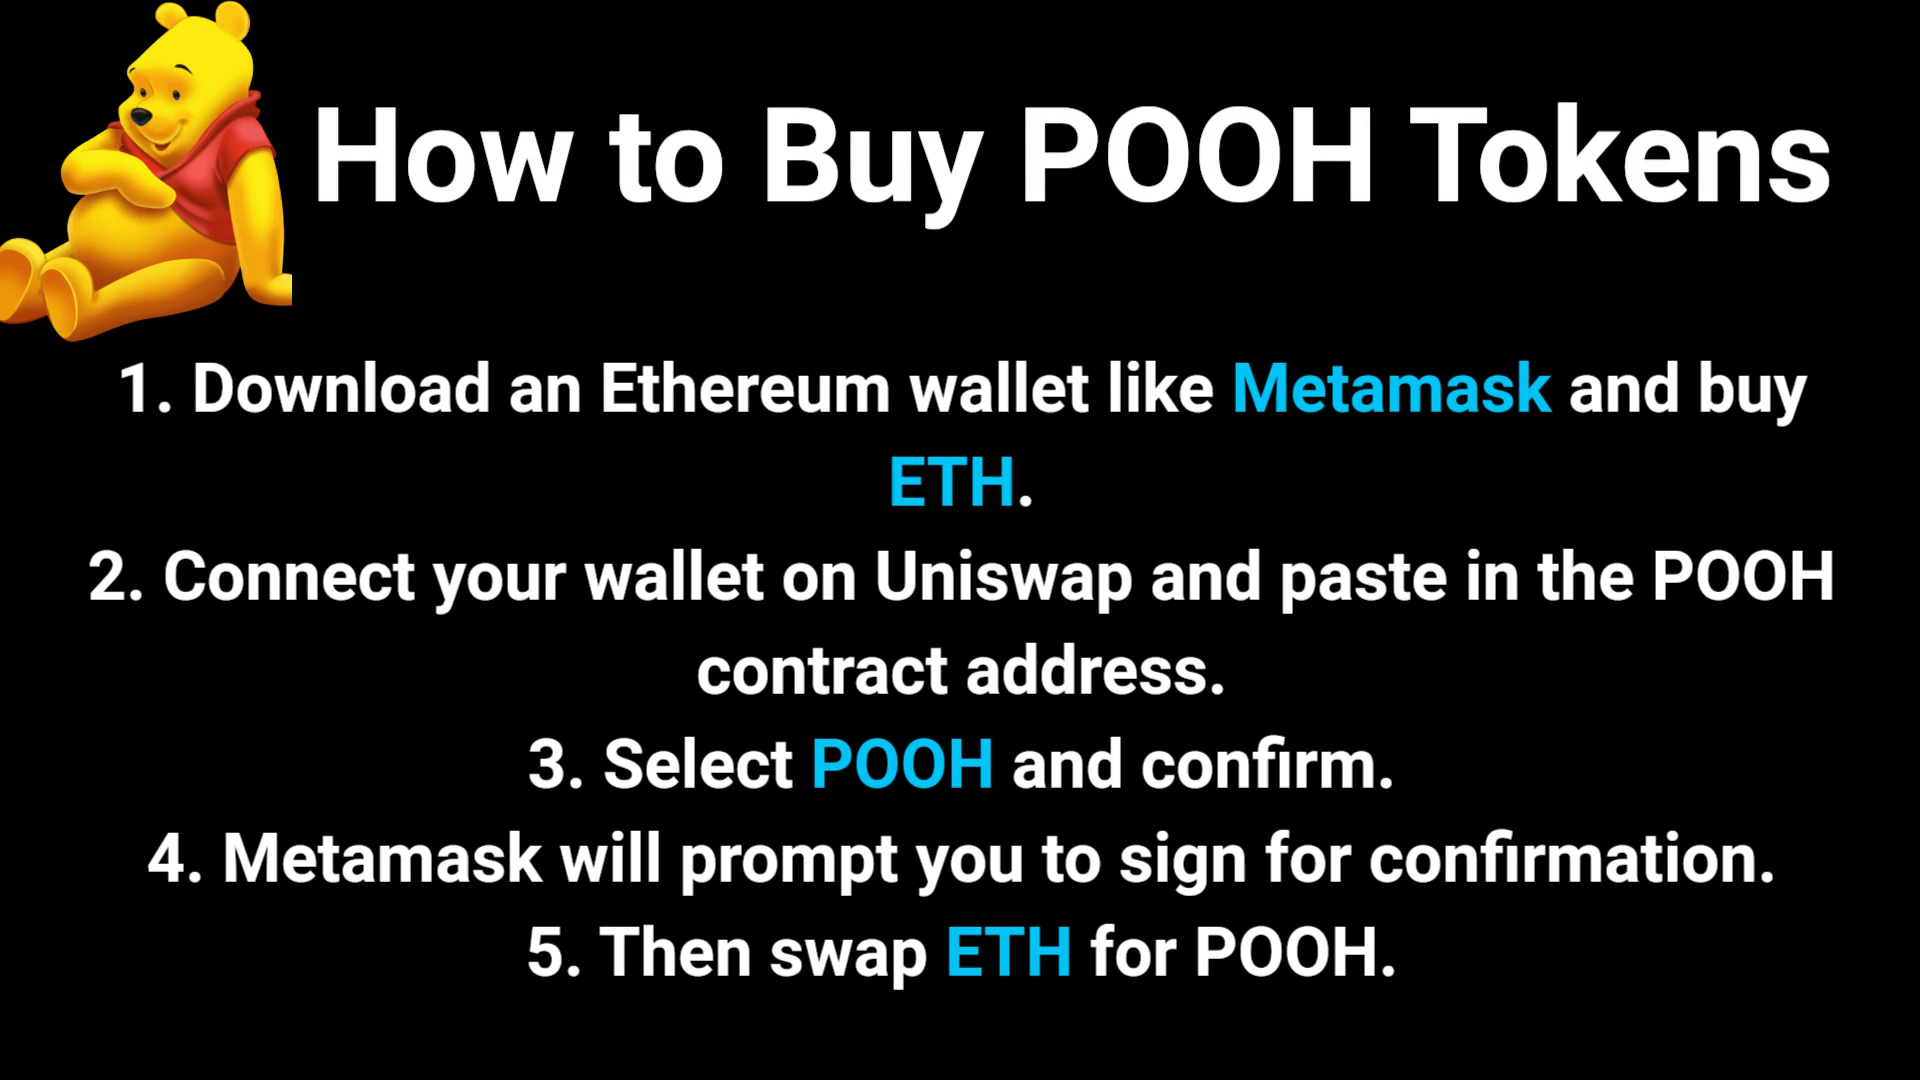 How to Buy POOH Tokens
1. Download an Ethereum wallet like Metamask and buy
ETH.
2. Connect your wallet on Uniswap and paste in the POOH
contract address.
3. Select POOH and confirm.
4. Metamask will prompt you to sign for confirmation.
5. Then swap ETH for POOH.